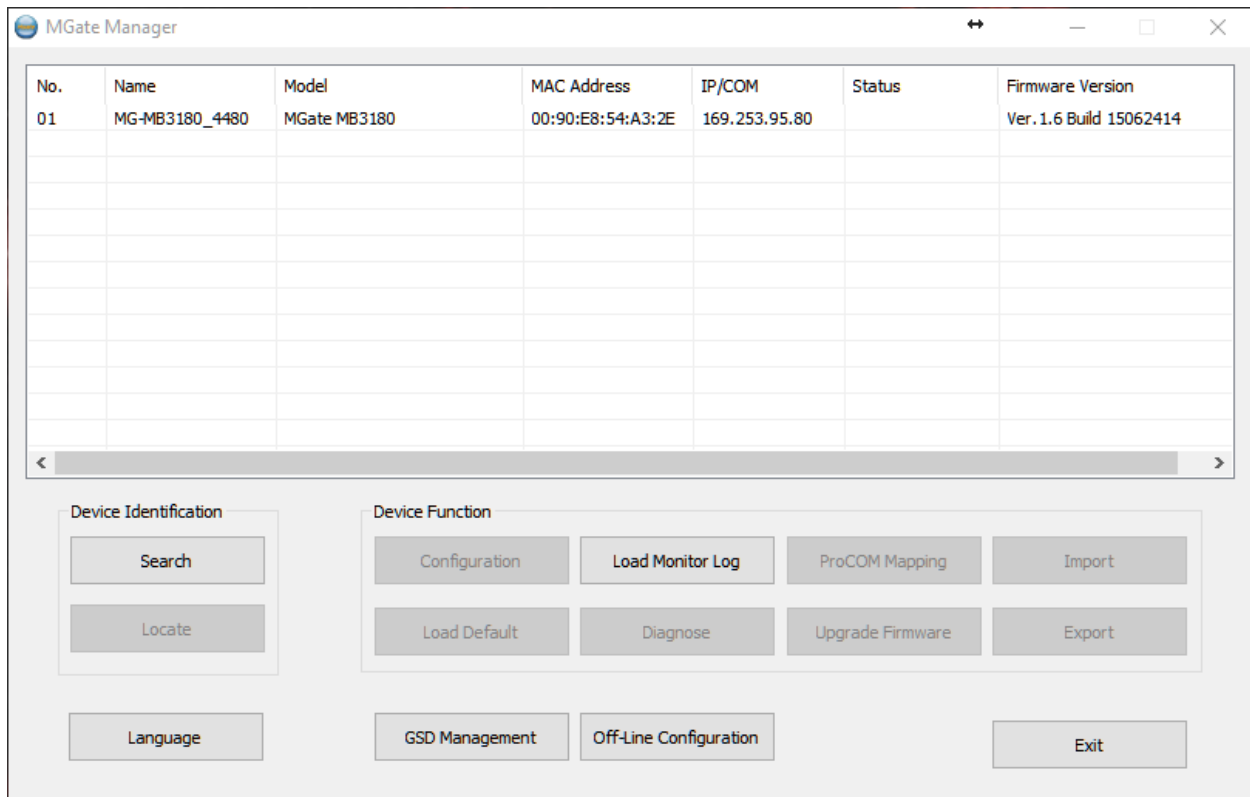 MGate Manager
No. Name Model MAC Address IP/COM Status Firmware Version
01 MG-MB3180_4480 MGate MB3180 00:90:E8:54:A3:2E 169.253.95.80 Ver.1.6 Build 15062414
Device Identification Device Function
Search Configuration Load Monitor Log ProCOM Mapping Import
Locate Load Default Diagnose Upgrade Firmware Export
Language GSD Management Off-Line Configuration Exit